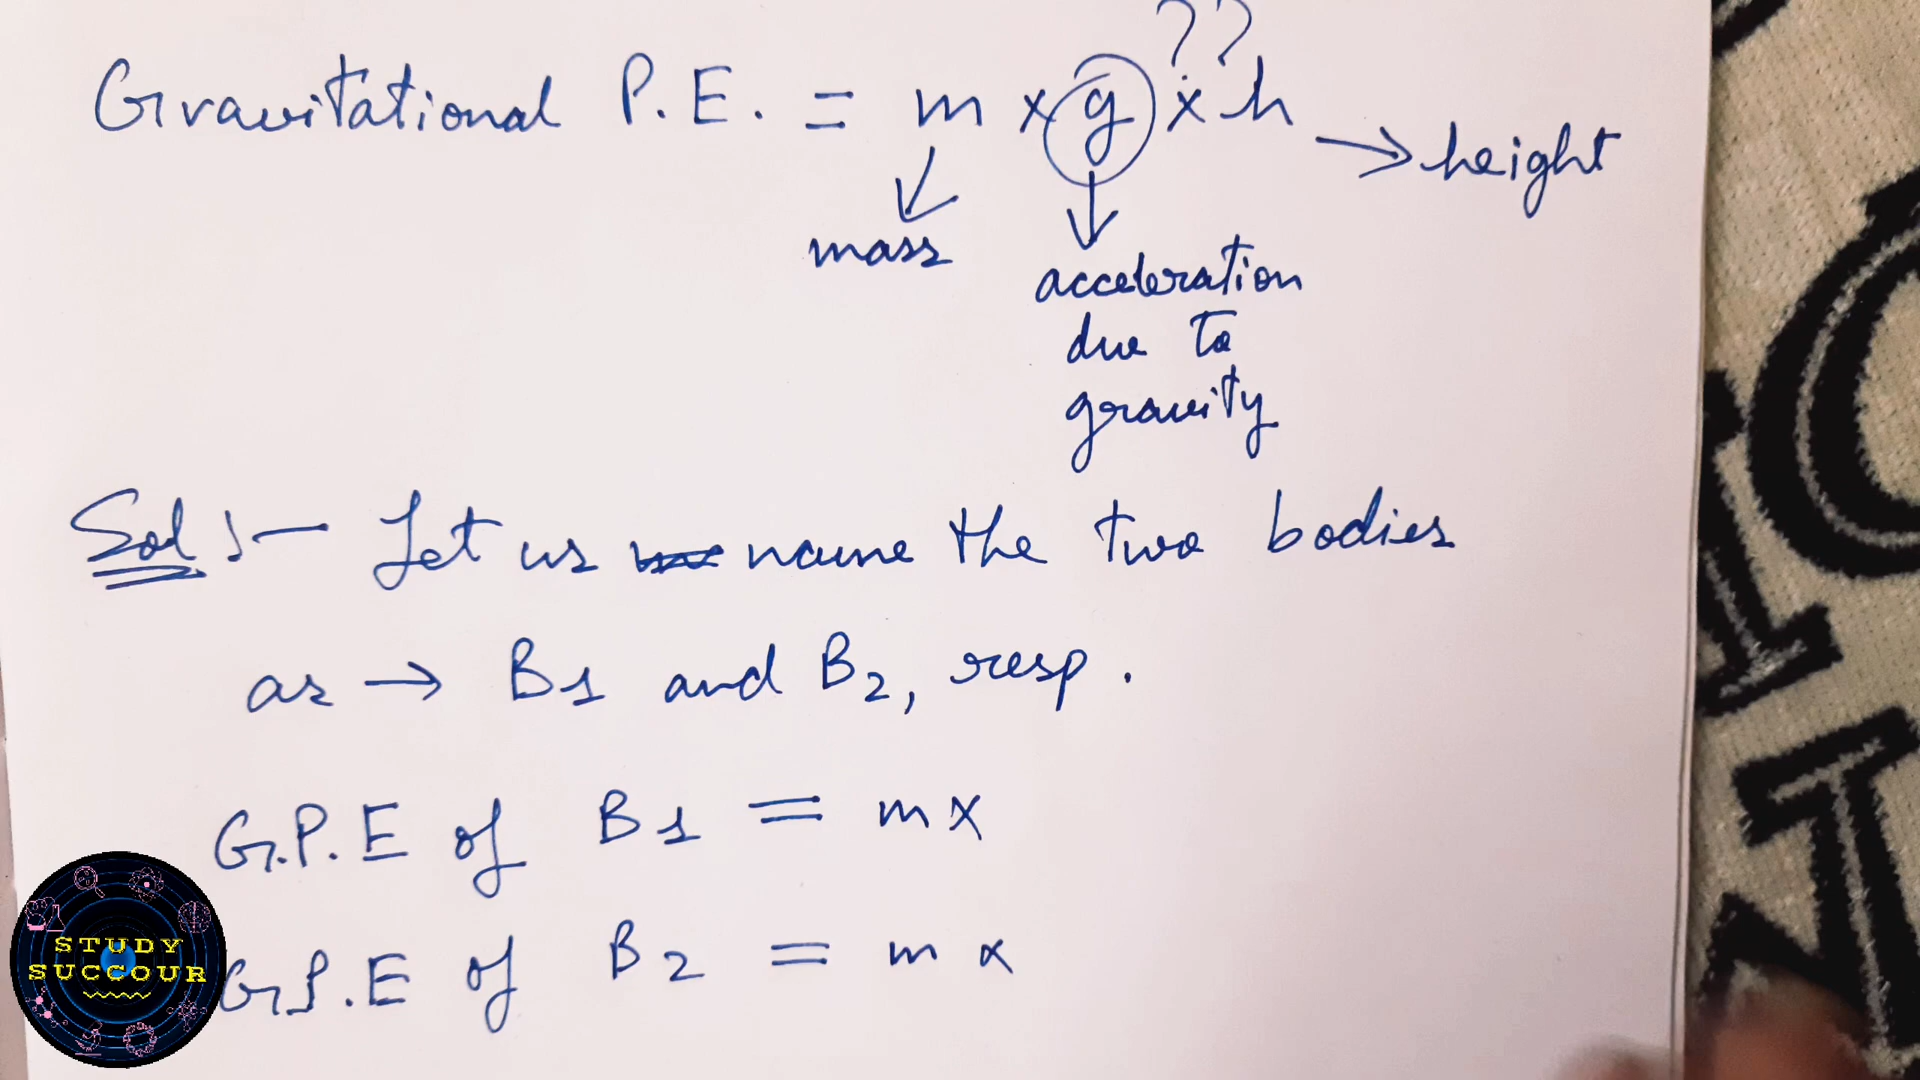 ??
Gravitational P.E. = m x g x h
→ height
mass
acceleration
due to
gravity
Sol :- Let us name the two bodies
as → B1 and B2, resp.
G.P.E of B1 = m x
G.P.E of B2 = m x
STUDY
SUCCOUR